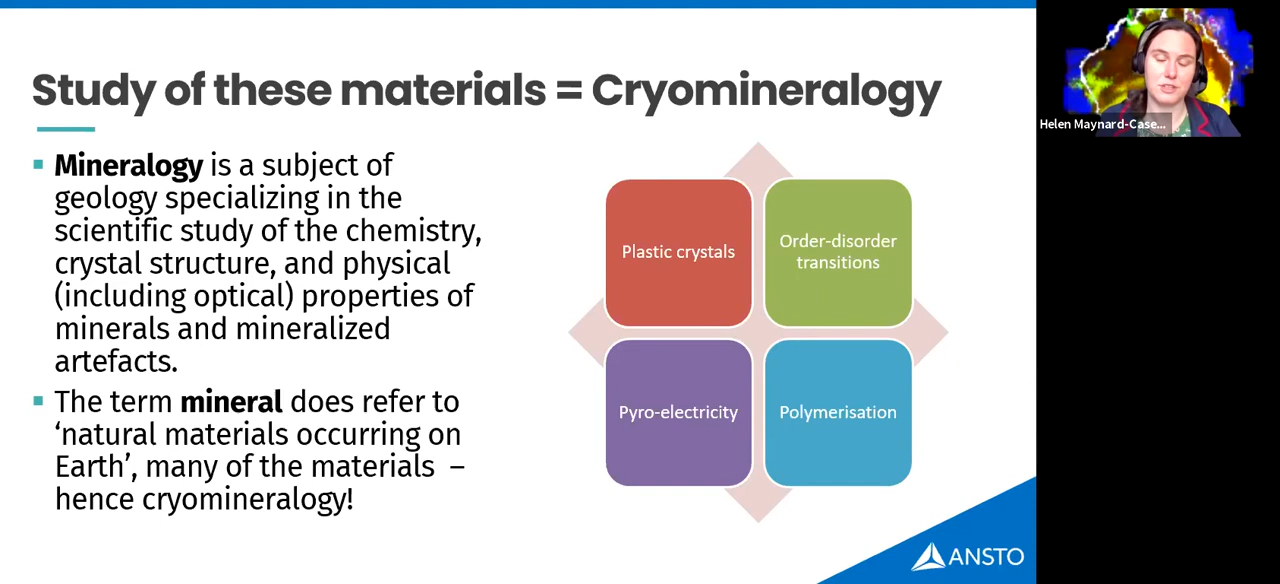 Study of these materials = Cryomineralogy
Mineralogy is a subject of
geology specializing in the
scientific study of the chemistry,
crystal structure, and physical
(including optical) properties of
minerals and mineralized
artefacts.
The term mineral does refer to
‘natural materials occurring on
Earth’, many of the materials –
hence cryomineralogy!
Plastic crystals
Order-disorder
transitions
Pyro-electricity
Polymerisation
ANSTO
Helen Maynard-Case...